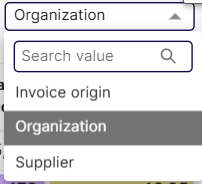 Organization
Search value
Invoice origin
Organization
Supplier